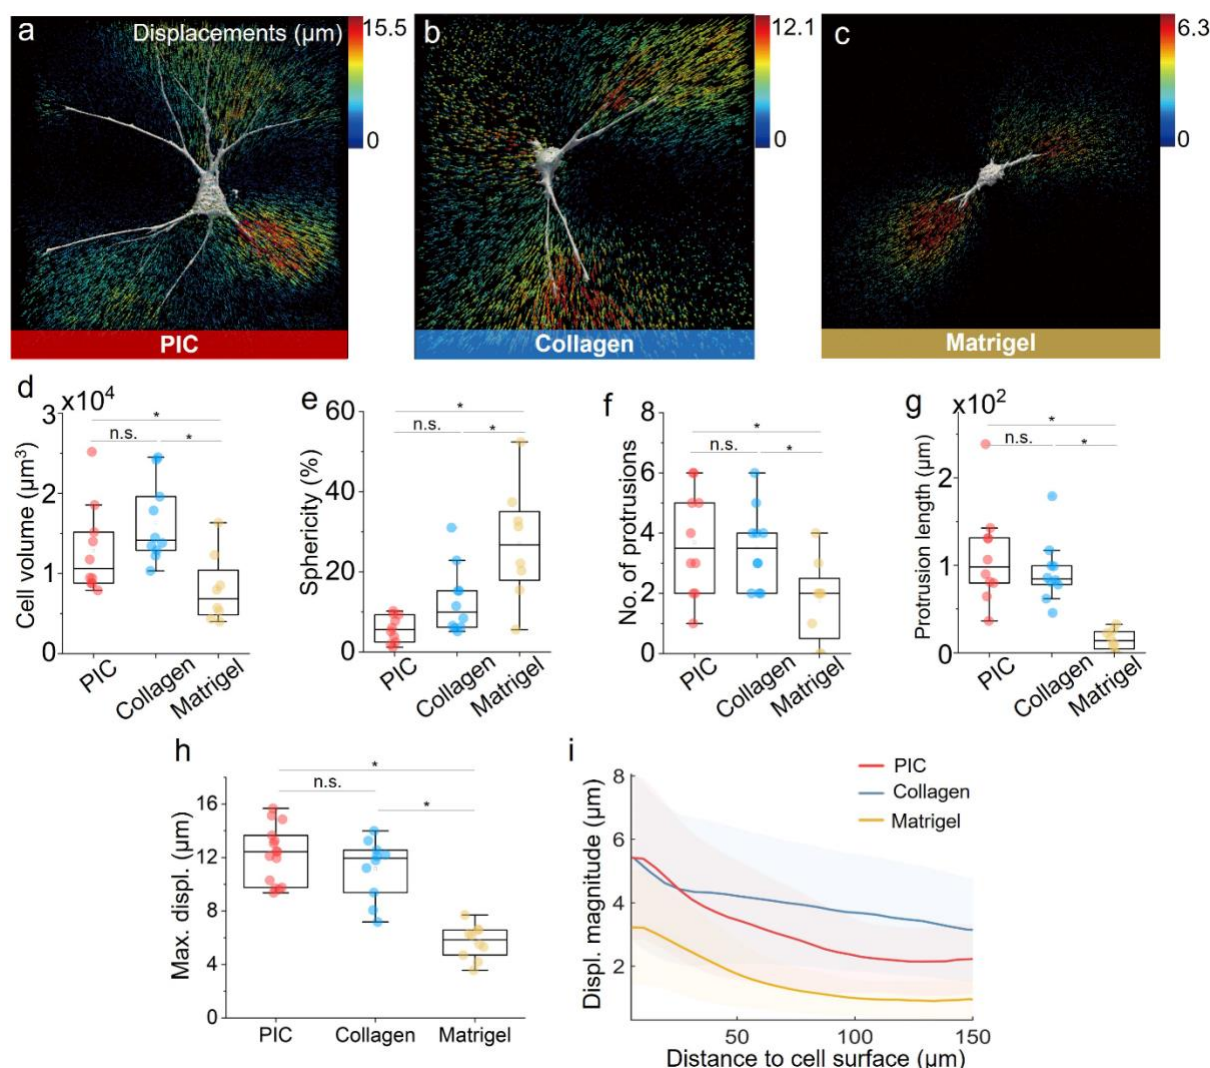 a
Displacements (μm)
15.5
0
PIC
b
12.1
0
Collagen
c
6.3
0
Matrigel
d
x10⁴
Cell volume (μm³)
3
2
1
0
*
n.s.
*
PIC
Collagen
Matrigel
e
Sphericity (%)
60
40
20
0
*
n.s.
*
PIC
Collagen
Matrigel
f
No. of protrusions
8
6
4
2
0
*
n.s.
*
PIC
Collagen
Matrigel
g
x10²
Protrusion length (μm)
2
1
0
*
n.s.
*
PIC
Collagen
Matrigel
h
Max. displ. (μm)
16
12
8
4
0
*
n.s.
*
PIC
Collagen
Matrigel
i
Displ. magnitude (μm)
8
6
4
2
PIC
Collagen
Matrigel
50
100
150
Distance to cell surface (μm)